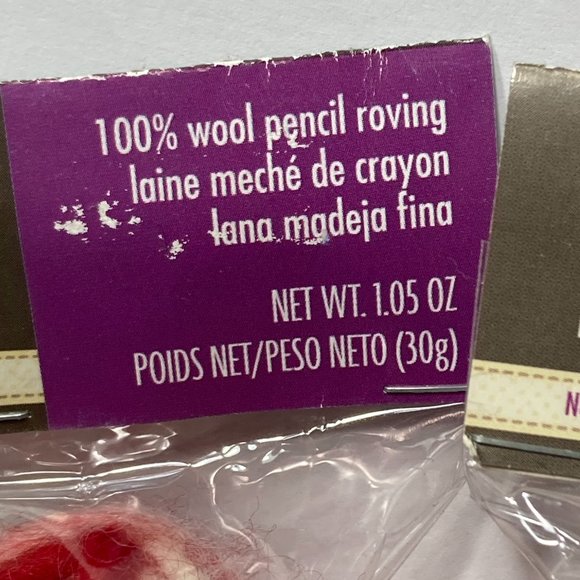 100% wool pencil roving
laine meché de crayon
lana madeja fina
NET WT. 1.05 OZ
POIDS NET/PESO NETO (30g)
N